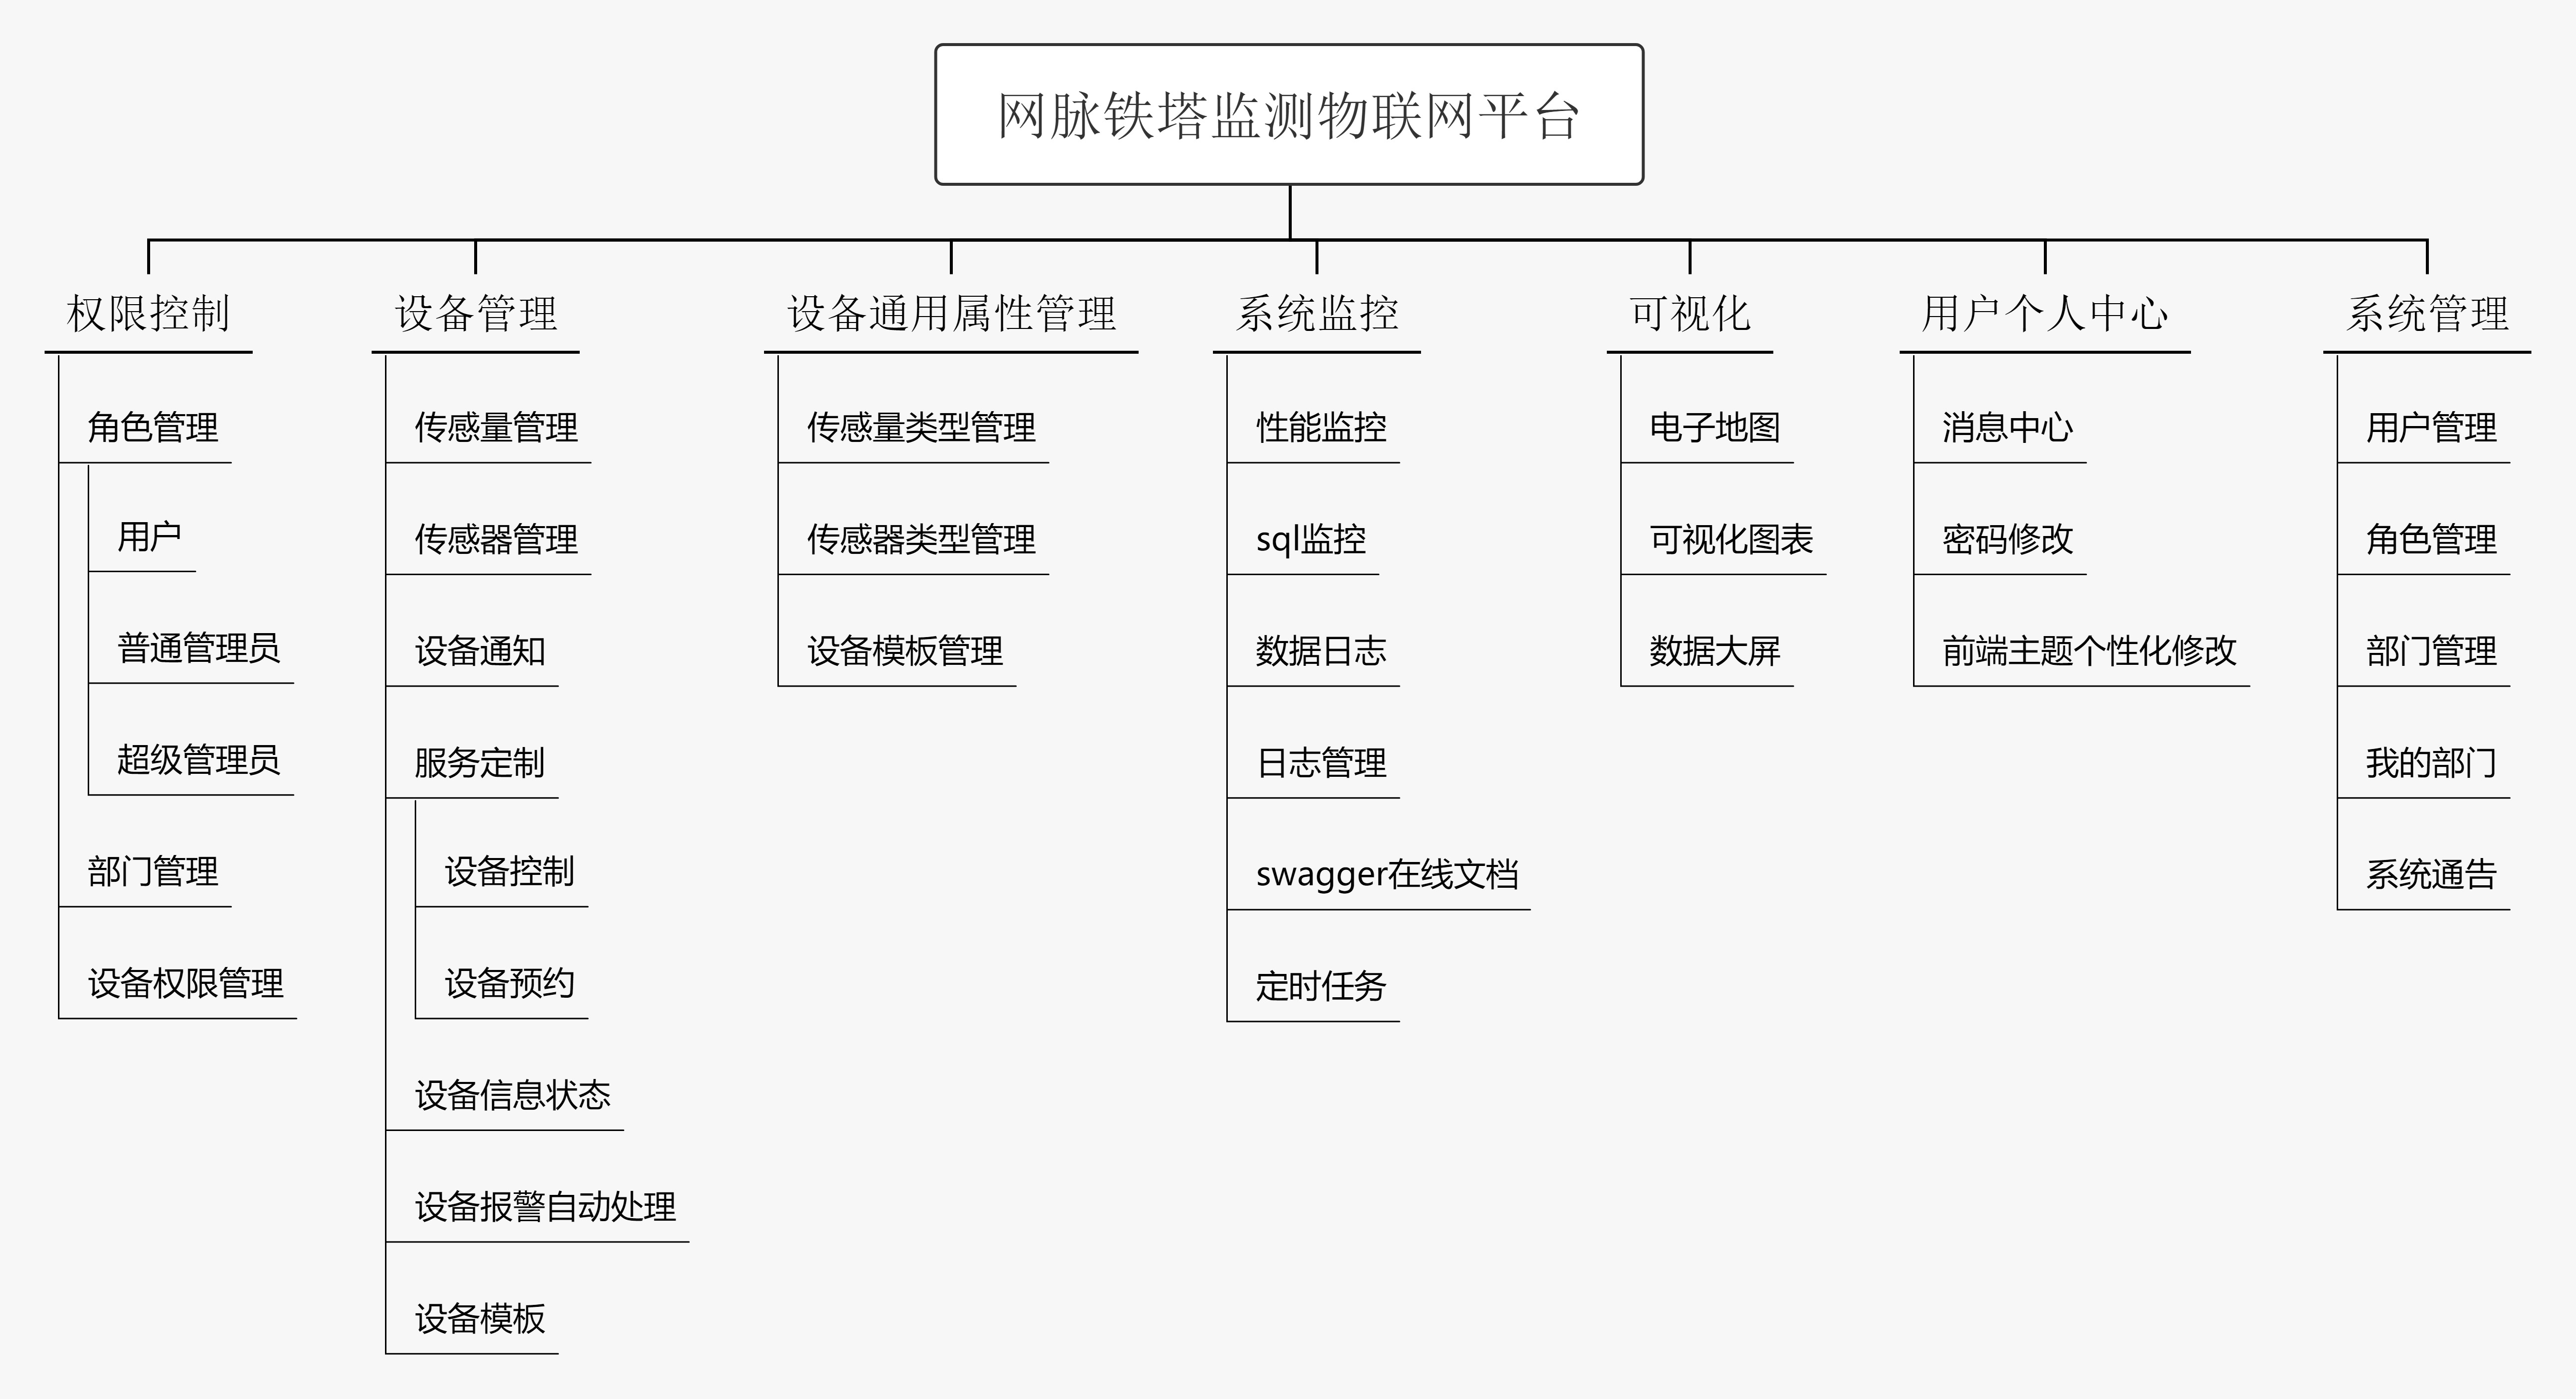 网脉铁塔监测物联网平台
权限控制
角色管理
用户
普通管理员
超级管理员
部门管理
设备权限管理
设备管理
传感量管理
传感器管理
设备通知
服务定制
设备控制
设备预约
设备信息状态
设备报警自动处理
设备模板
设备通用属性管理
传感量类型管理
传感器类型管理
设备模板管理
系统监控
性能监控
sql监控
数据日志
日志管理
swagger在线文档
定时任务
可视化
电子地图
可视化图表
数据大屏
用户个人中心
消息中心
密码修改
前端主题个性化修改
系统管理
用户管理
角色管理
部门管理
我的部门
系统通告